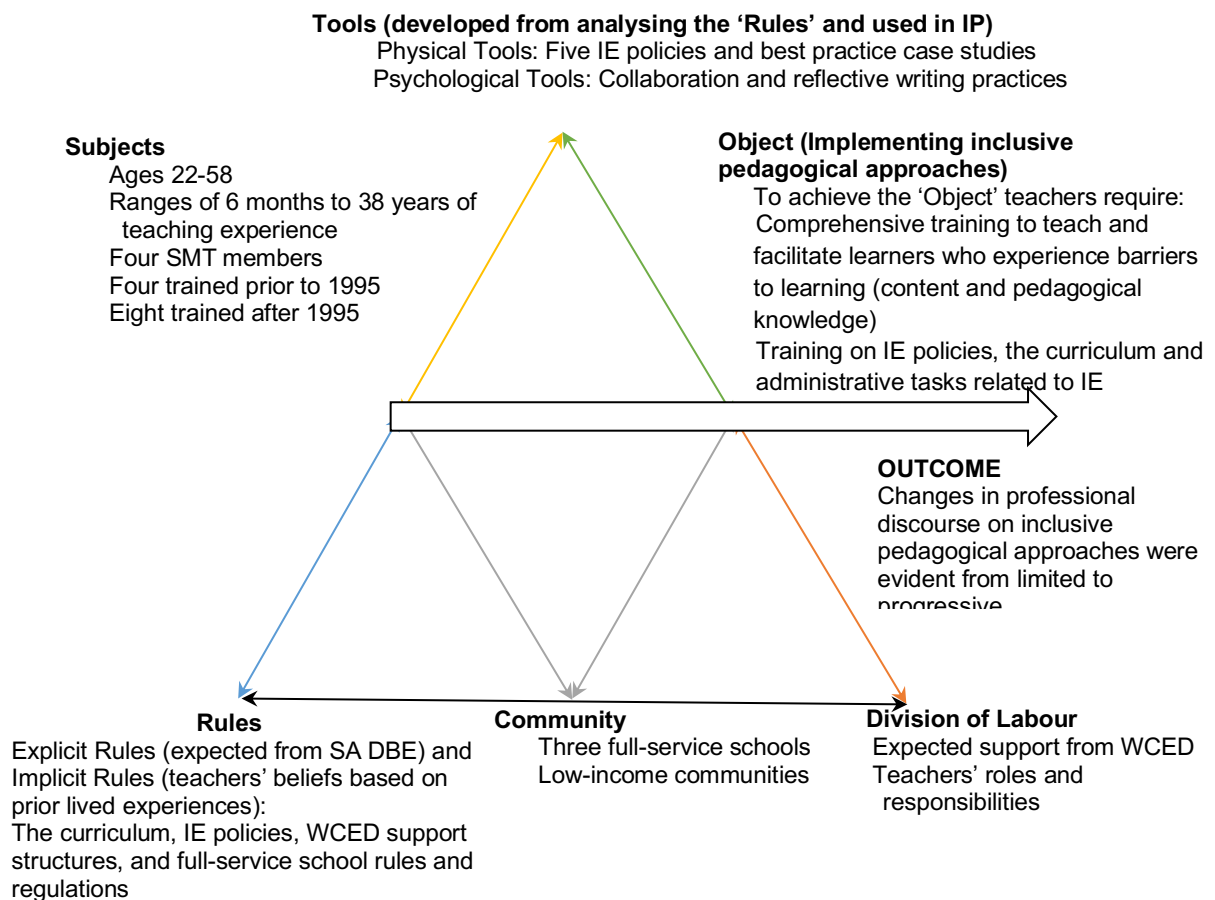 Tools (developed from analysing the ‘Rules’ and used in IP)
Physical Tools: Five IE policies and best practice case studies
Psychological Tools: Collaboration and reflective writing practices
Subjects
Ages 22-58
Ranges of 6 months to 38 years of
teaching experience
Four SMT members
Four trained prior to 1995
Eight trained after 1995
Object (Implementing inclusive
pedagogical approaches)
To achieve the ‘Object’ teachers require:
Comprehensive training to teach and
facilitate learners who experience barriers
to learning (content and pedagogical
knowledge)
Training on IE policies, the curriculum and
administrative tasks related to IE
OUTCOME
Changes in professional
discourse on inclusive
pedagogical approaches were
evident from limited to
progressive
Rules
Explicit Rules (expected from SA DBE) and
Implicit Rules (teachers’ beliefs based on
prior lived experiences):
The curriculum, IE policies, WCED support
structures, and full-service school rules and
regulations
Community
Three full-service schools
Low-income communities
Division of Labour
Expected support from WCED
Teachers’ roles and
responsibilities